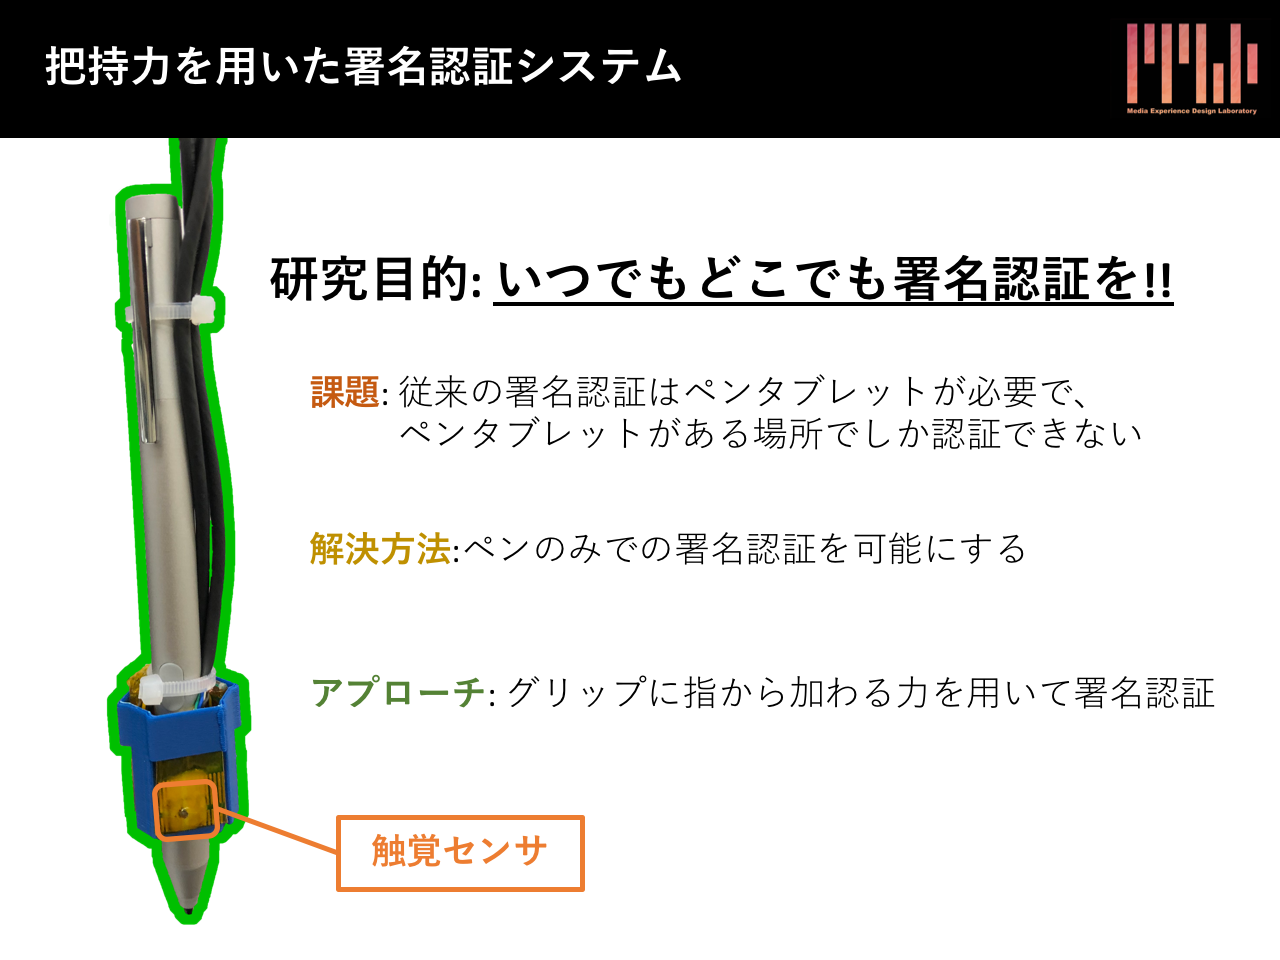 把持力を用いた署名認証システム
Media Experience Design Laboratory
研究目的: いつでもどこでも署名認証を!!
課題: 従来の署名認証はペンタブレットが必要で、
ペンタブレットがある場所でしか認証できない
解決方法:ペンのみでの署名認証を可能にする
アプローチ: グリップに指から加わる力を用いて署名認証
触覚センサ